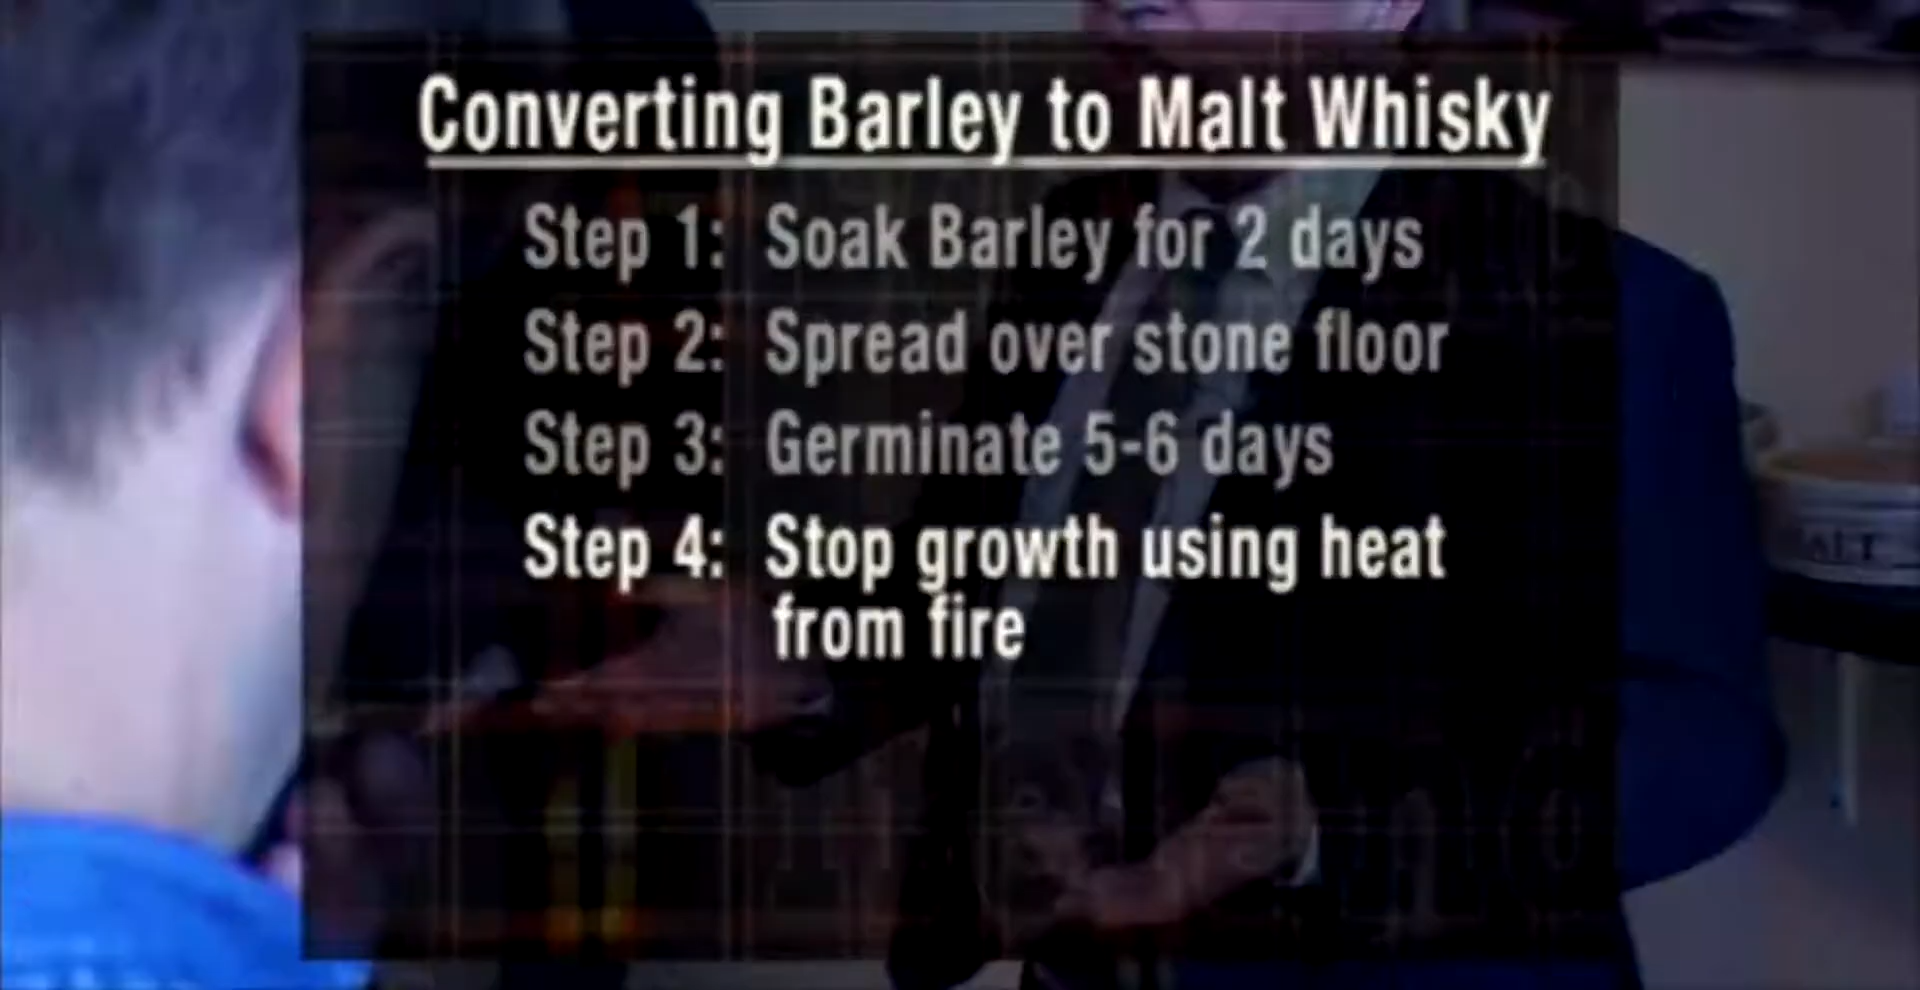 Converting Barley to Malt Whisky
Step 1: Soak Barley for 2 days
Step 2: Spread over stone floor
Step 3: Germinate 5-6 days
Step 4: Stop growth using heat
from fire